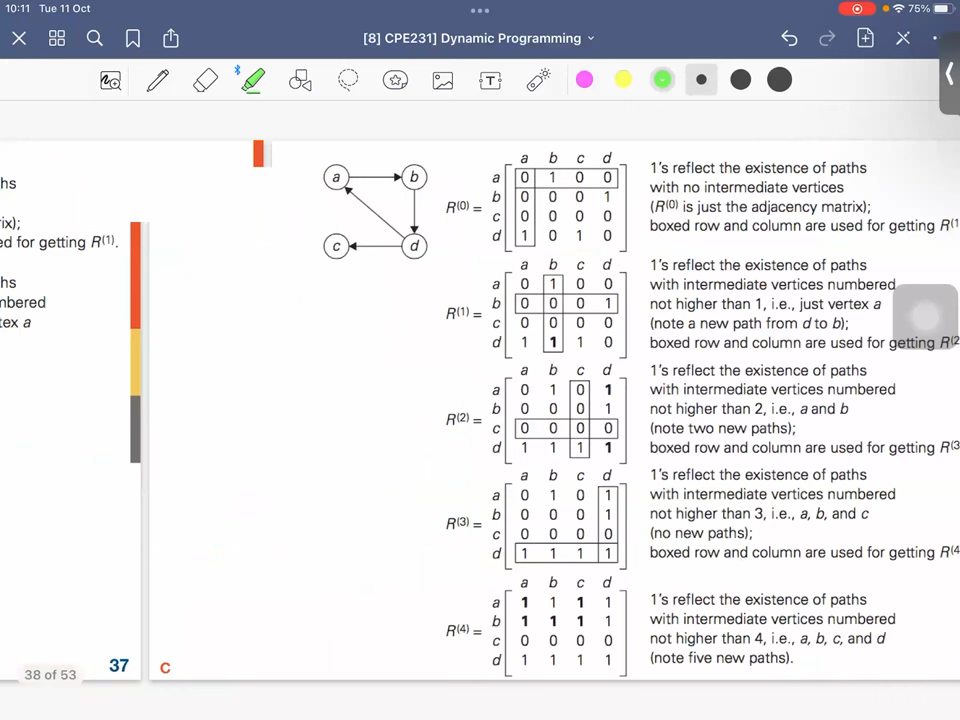 10:11 Tue 11 Oct
75%
[8] CPE231] Dynamic Programming
hs
ix);
ed for getting R(1).
hs
mbered
tex a
a b
c d
a b c d
R(0) =
a 0 1 0 0
b 0 0 0 1
c 0 0 0 0
d 1 0 1 0
1's reflect the existence of paths
with no intermediate vertices
(R(0) is just the adjacency matrix);
boxed row and column are used for getting R(1
a b c d
R(1) =
a 0 1 0 0
b 0 0 0 1
c 0 0 0 0
d 1 1 1 0
1's reflect the existence of paths
with intermediate vertices numbered
not higher than 1, i.e., just vertex a
(note a new path from d to b);
boxed row and column are used for getting R(2
a b c d
R(2) =
a 0 1 0 1
b 0 0 0 1
c 0 0 0 0
d 1 1 1 1
1's reflect the existence of paths
with intermediate vertices numbered
not higher than 2, i.e., a and b
(note two new paths);
boxed row and column are used for getting R(3
a b c d
R(3) =
a 0 1 0 1
b 0 0 0 1
c 0 0 0 0
d 1 1 1 1
1's reflect the existence of paths
with intermediate vertices numbered
not higher than 3, i.e., a, b, and c
(no new paths);
boxed row and column are used for getting R(4
a b c d
R(4) =
a 1 1 1 1
b 1 1 1 1
c 0 0 0 0
d 1 1 1 1
1's reflect the existence of paths
with intermediate vertices numbered
not higher than 4, i.e., a, b, c, and d
(note five new paths).
38 of 53
37
C